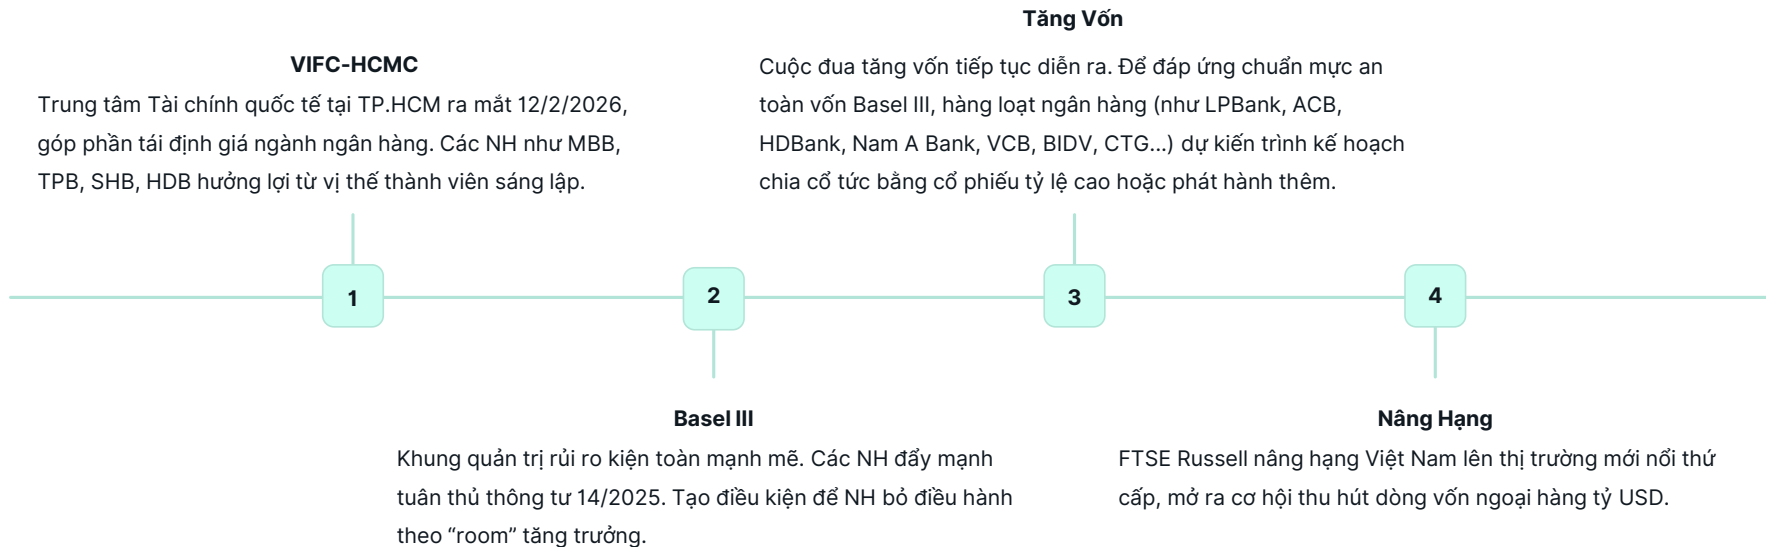 VIFC-HCMC
Trung tâm Tài chính quốc tế tại TP.HCM ra mắt 12/2/2026,
góp phần tái định giá ngành ngân hàng. Các NH như MBB,
TPB, SHB, HDB hưởng lợi từ vị thế thành viên sáng lập.
1
2
Basel III
Khung quản trị rủi ro kiện toàn mạnh mẽ. Các NH đẩy mạnh
tuân thủ thông tư 14/2025. Tạo điều kiện để NH bỏ điều hành
theo “room” tăng trưởng.
Tăng Vốn
Cuộc đua tăng vốn tiếp tục diễn ra. Để đáp ứng chuẩn mực an
toàn vốn Basel III, hàng loạt ngân hàng (như LPBank, ACB,
HDBank, Nam A Bank, VCB, BIDV, CTG...) dự kiến trình kế hoạch
chia cổ tức bằng cổ phiếu tỷ lệ cao hoặc phát hành thêm.
3
4
Nâng Hạng
FTSE Russell nâng hạng Việt Nam lên thị trường mới nổi thứ
cấp, mở ra cơ hội thu hút dòng vốn ngoại hàng tỷ USD.